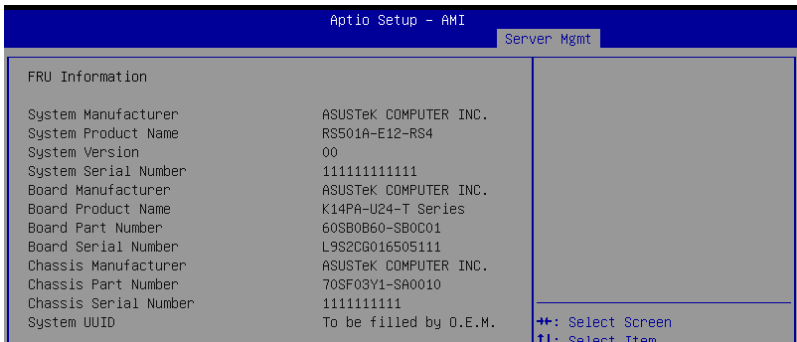 Aptio Setup - AMI
Server Mgmt
FRU Information
System Manufacturer ASUSTeK COMPUTER INC.
System Product Name RS501A-E12-RS4
System Version 00
System Serial Number 111111111111
Board Manufacturer ASUSTeK COMPUTER INC.
Board Product Name K14PA-U24-T Series
Board Part Number 60SB0B60-SB0C01
Board Serial Number L9S2CG016505111
Chassis Manufacturer ASUSTeK COMPUTER INC.
Chassis Part Number 70SF03Y1-SA0010
Chassis Serial Number 1111111111
System UUID To be filled by O.E.M.
→←: Select Screen
↑↓: Select Item